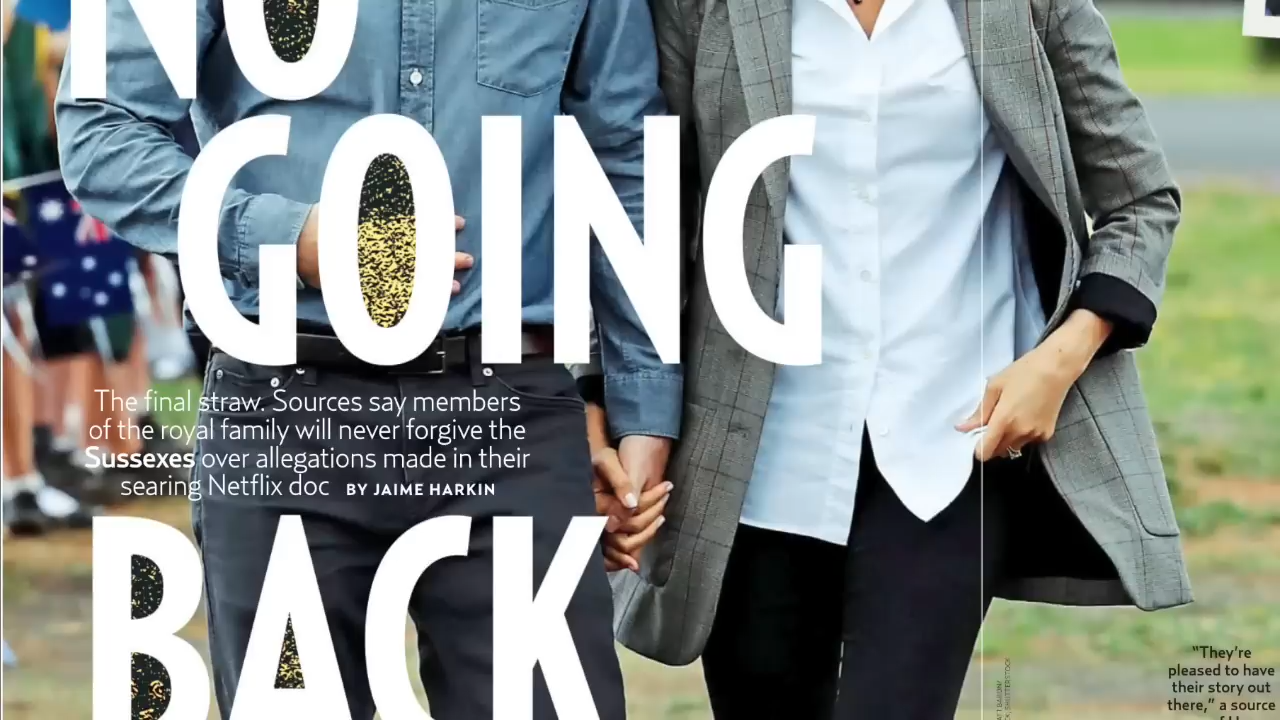 NO
GOING
The final straw. Sources say members
of the royal family will never forgive the
Sussexes over allegations made in their
searing Netflix doc BY JAIME HARKIN
BACK
"They're
pleased to have
their story out
there," a source